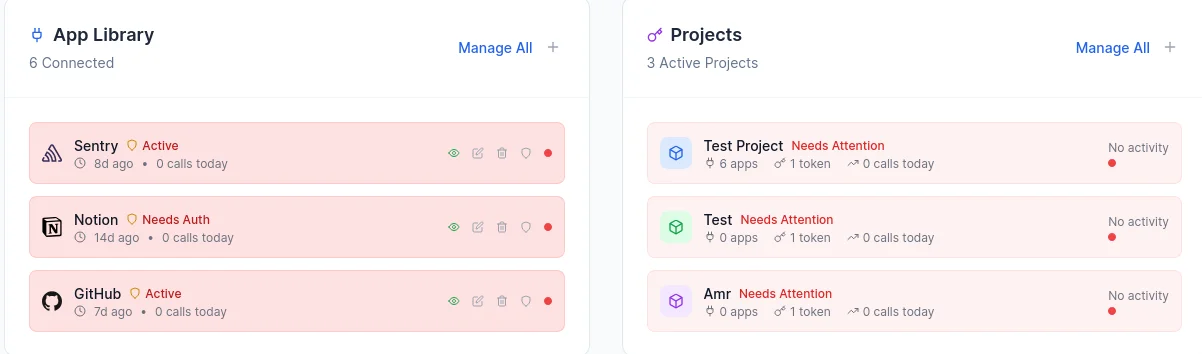 App Library
6 Connected
Manage All
Sentry Active
8d ago • 0 calls today
Notion Needs Auth
14d ago • 0 calls today
GitHub Active
7d ago • 0 calls today
Projects
3 Active Projects
Manage All
Test Project Needs Attention
6 apps 1 token 0 calls today
No activity
Test Needs Attention
0 apps 1 token 0 calls today
No activity
Amr Needs Attention
0 apps 1 token 0 calls today
No activity